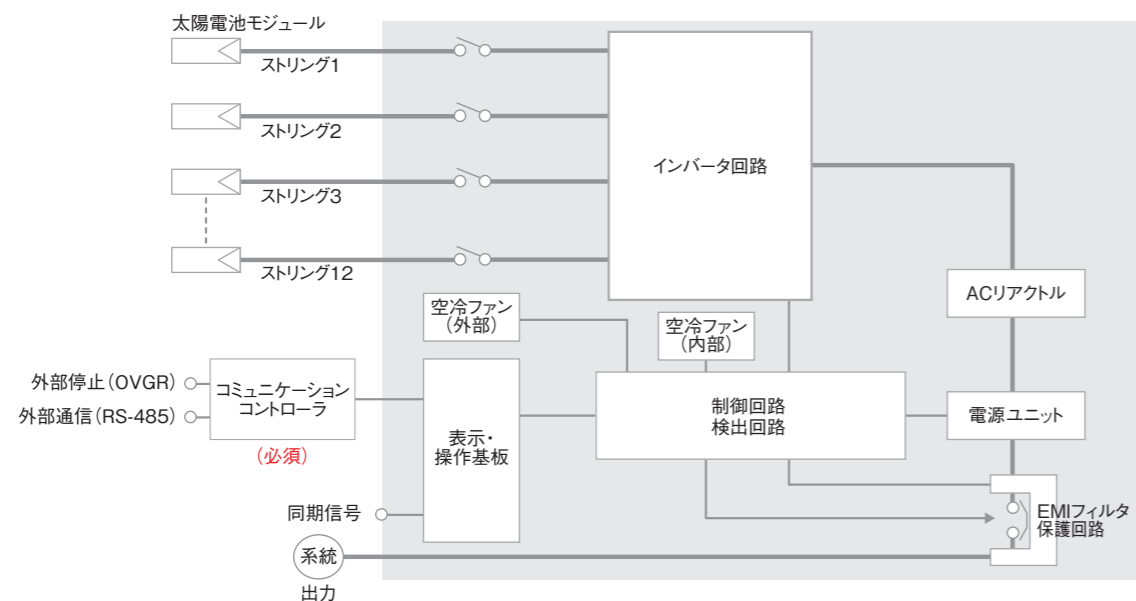 太陽電池モジュール
ストリング1
ストリング2
ストリング3
ストリング12
インバータ回路
ACリアクトル
空冷ファン
（外部）
空冷ファン
（内部）
外部停止（OVGR）
外部通信（RS-485）
コミュニケーション
コントローラ
（必須）
表示・
操作基板
制御回路
検出回路
電源ユニット
同期信号
EMIフィルタ
保護回路
系統
出力